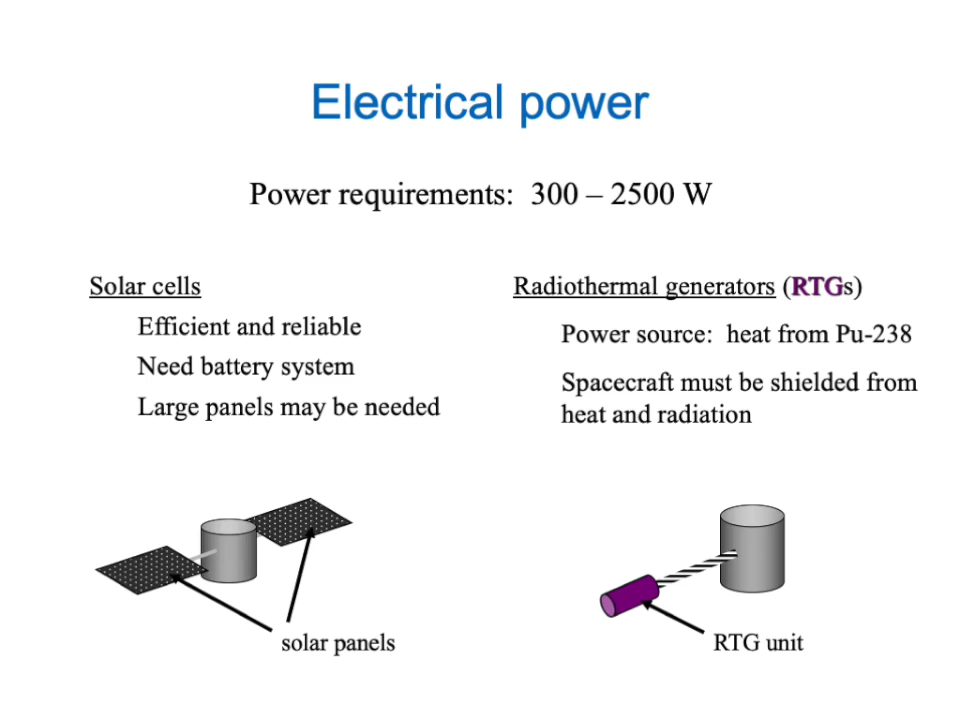 Electrical power
Power requirements:  300 – 2500 W
Solar cells
Efficient and reliable
Need battery system
Large panels may be needed
Radiothermal generators (RTGs)
Power source:  heat from Pu-238
Spacecraft must be shielded from
heat and radiation
solar panels
RTG unit